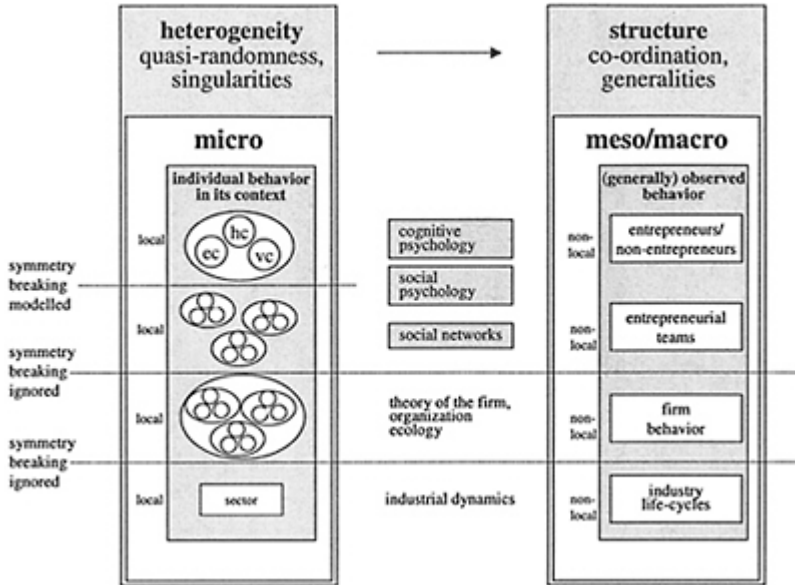 heterogeneity
quasi-randomness,
singularities
structure
co-ordination,
generalities
micro
meso/macro
individual behavior
in its context
(generally) observed
behavior
local
hc
ec
vc
cognitive
psychology
non-
local
entrepreneurs/
non-entrepreneurs
symmetry
breaking
modelled
social
psychology
local
social networks
non-
local
entrepreneurial
teams
symmetry
breaking
ignored
local
theory of the firm,
organization
ecology
non-
local
firm
behavior
symmetry
breaking
ignored
local
sector
industrial dynamics
non-
local
industry
life-cycles